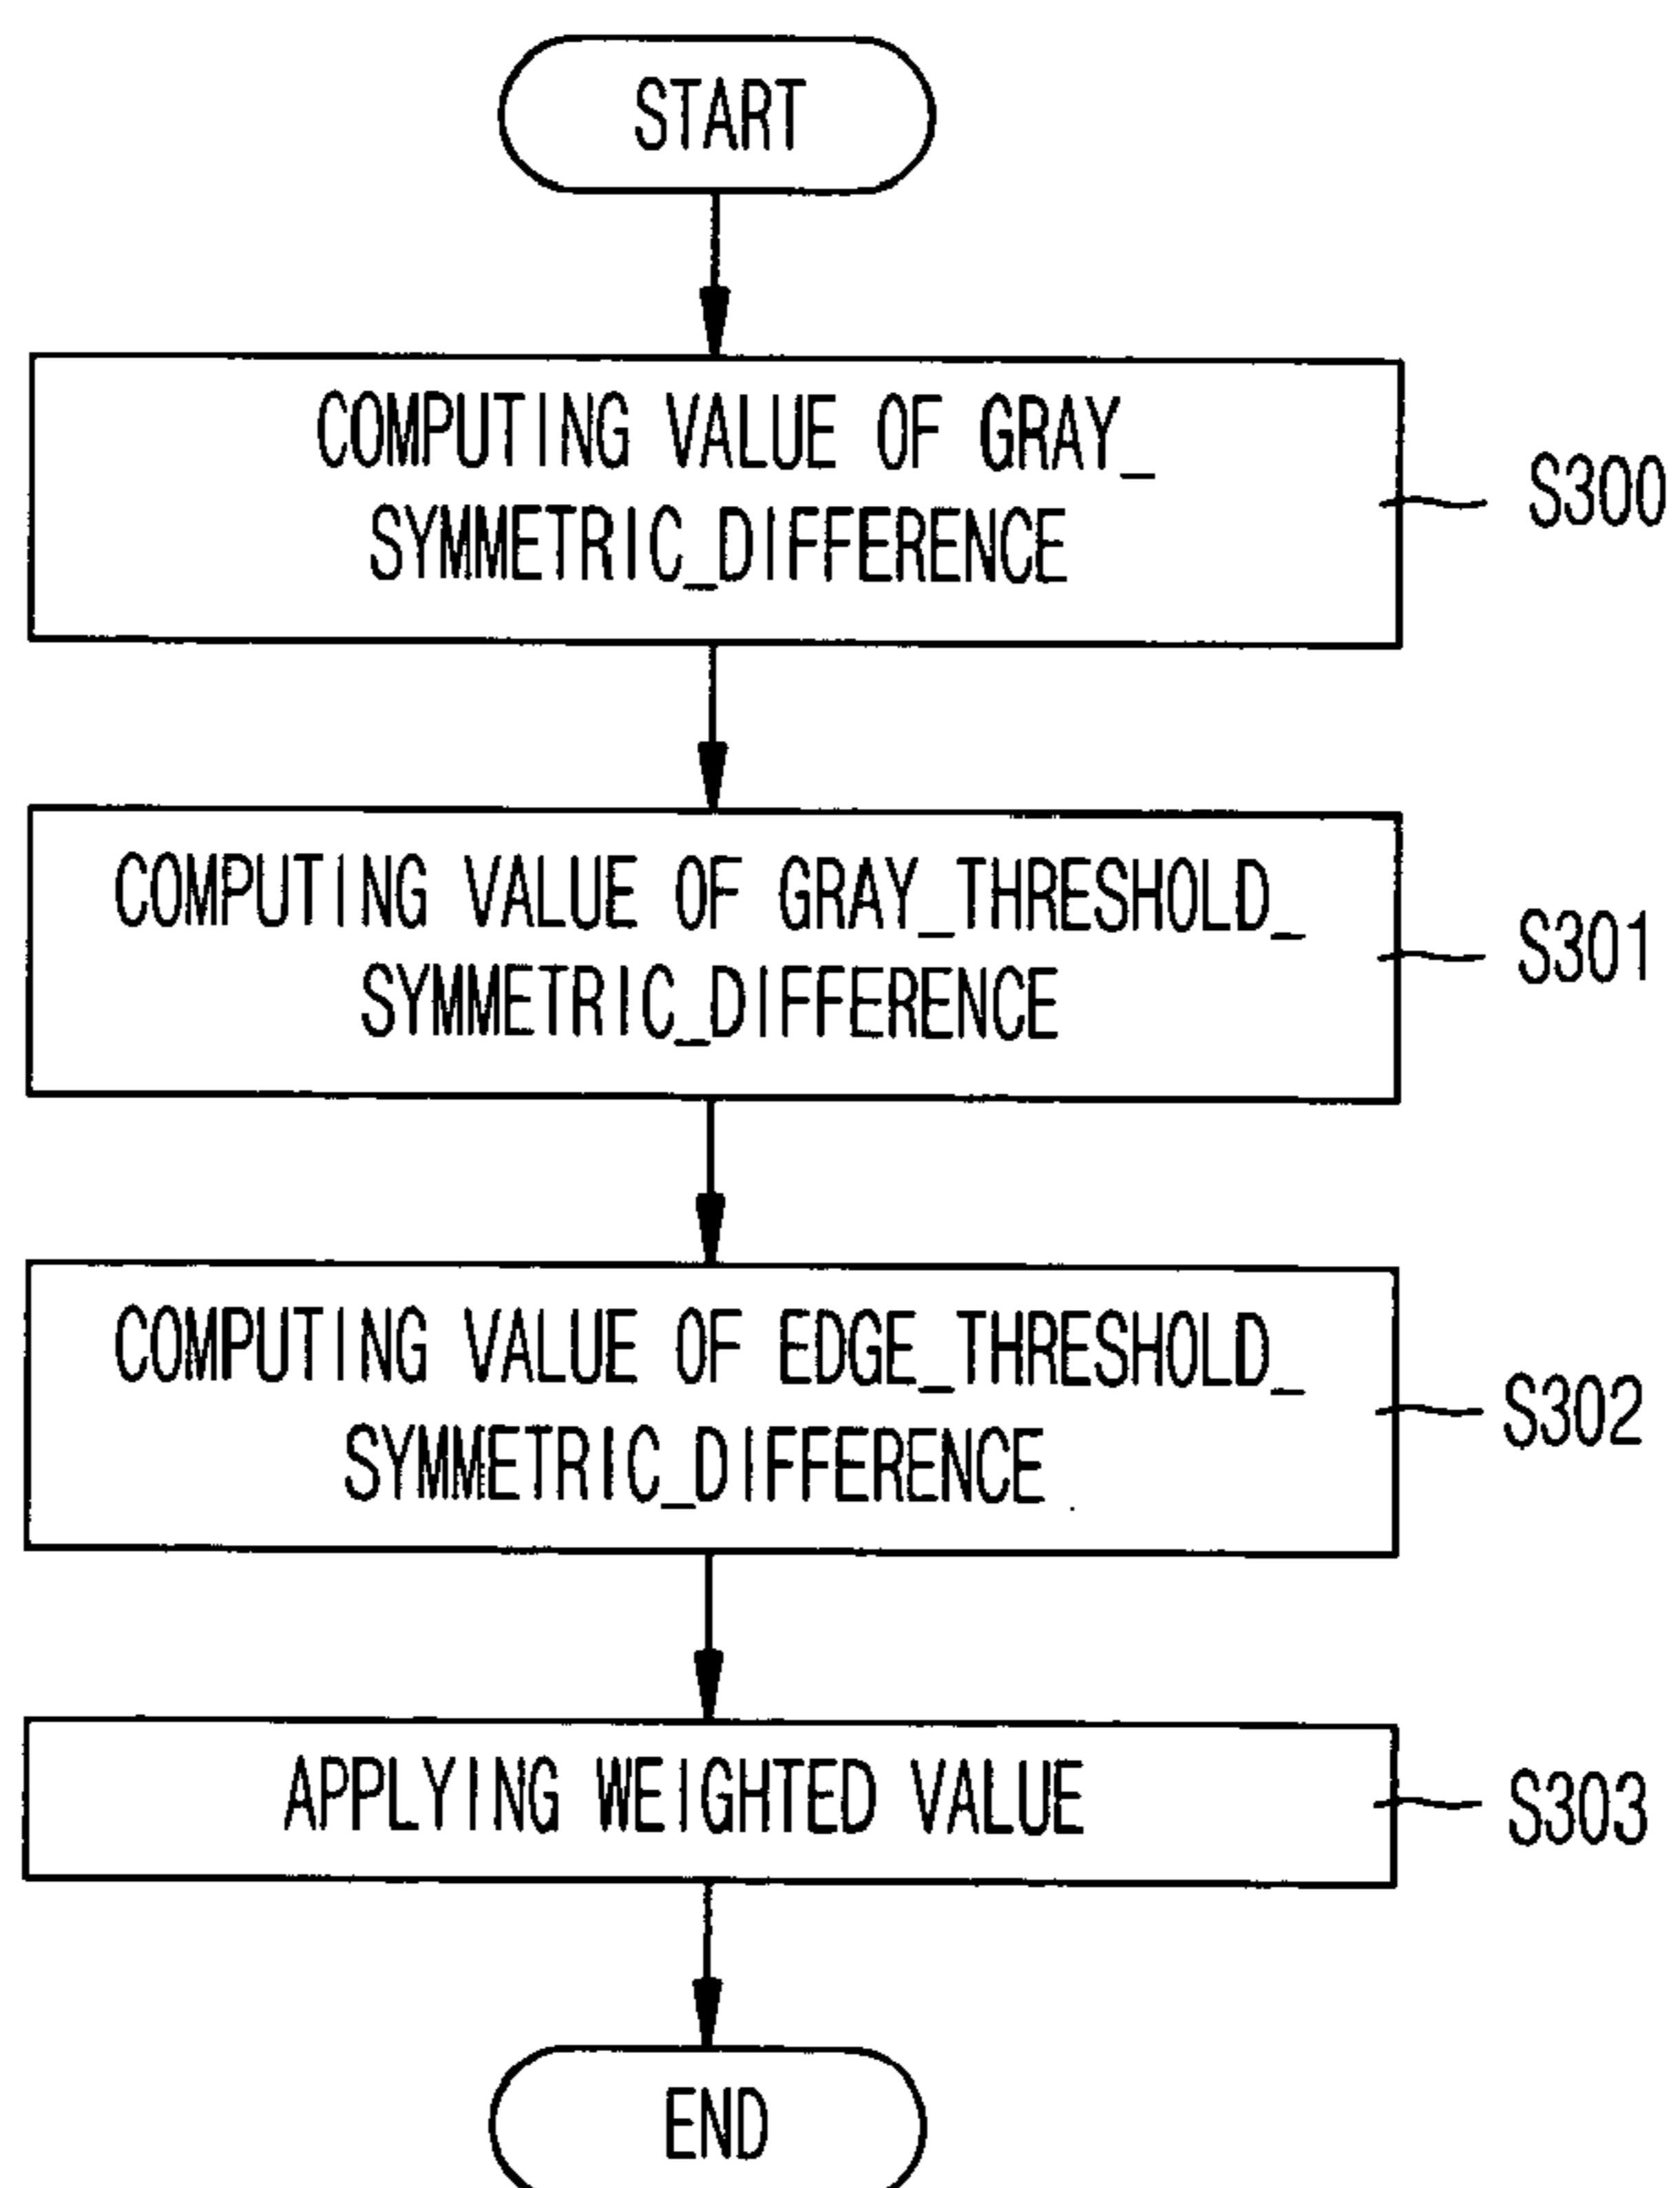 START
COMPUTING VALUE OF GRAY_
SYMMETRIC_DIFFERENCE
S300
COMPUTING VALUE OF GRAY_THRESHOLD_
SYMMETRIC_DIFFERENCE
S301
COMPUTING VALUE OF EDGE_THRESHOLD_
SYMMETRIC_DIFFERENCE
S302
APPLYING WEIGHTED VALUE
S303
END